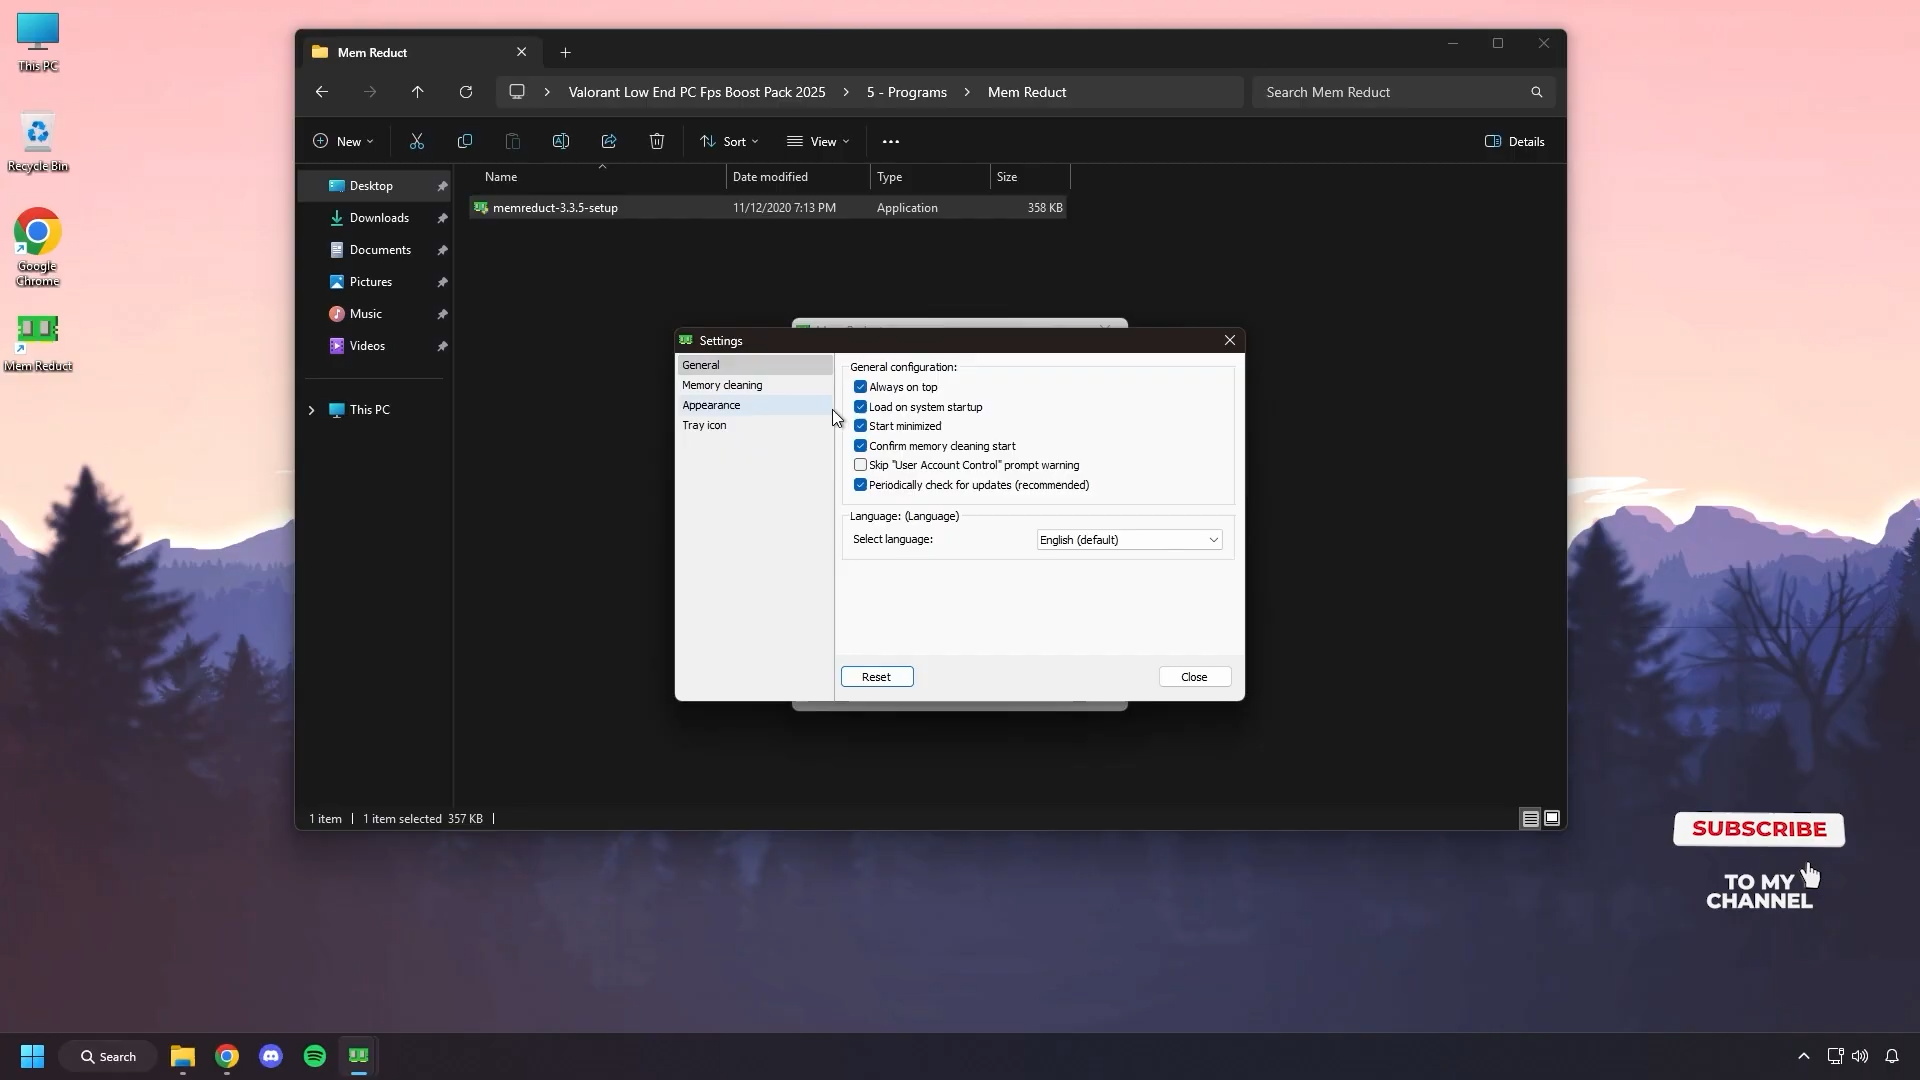 This PC
Recycle Bin
Google
Chrome
Mem Reduct
Mem Reduct
Valorant Low End PC Fps Boost Pack 2025
5 - Programs
Mem Reduct
Search Mem Reduct
New
Sort
View
Details
Desktop
Downloads
Documents
Pictures
Music
Videos
This PC
Name
Date modified
Type
Size
memreduct-3.3.5-setup
11/12/2020 7:13 PM
Application
358 KB
Settings
General
Memory cleaning
Appearance
Tray icon
General configuration:
Always on top
Load on system startup
Start minimized
Confirm memory cleaning start
Skip "User Account Control" prompt warning
Periodically check for updates (recommended)
Language: (Language)
Select language:
English (default)
Reset
Close
1 item
1 item selected 357 KB
SUBSCRIBE
TO MY
CHANNEL
Search